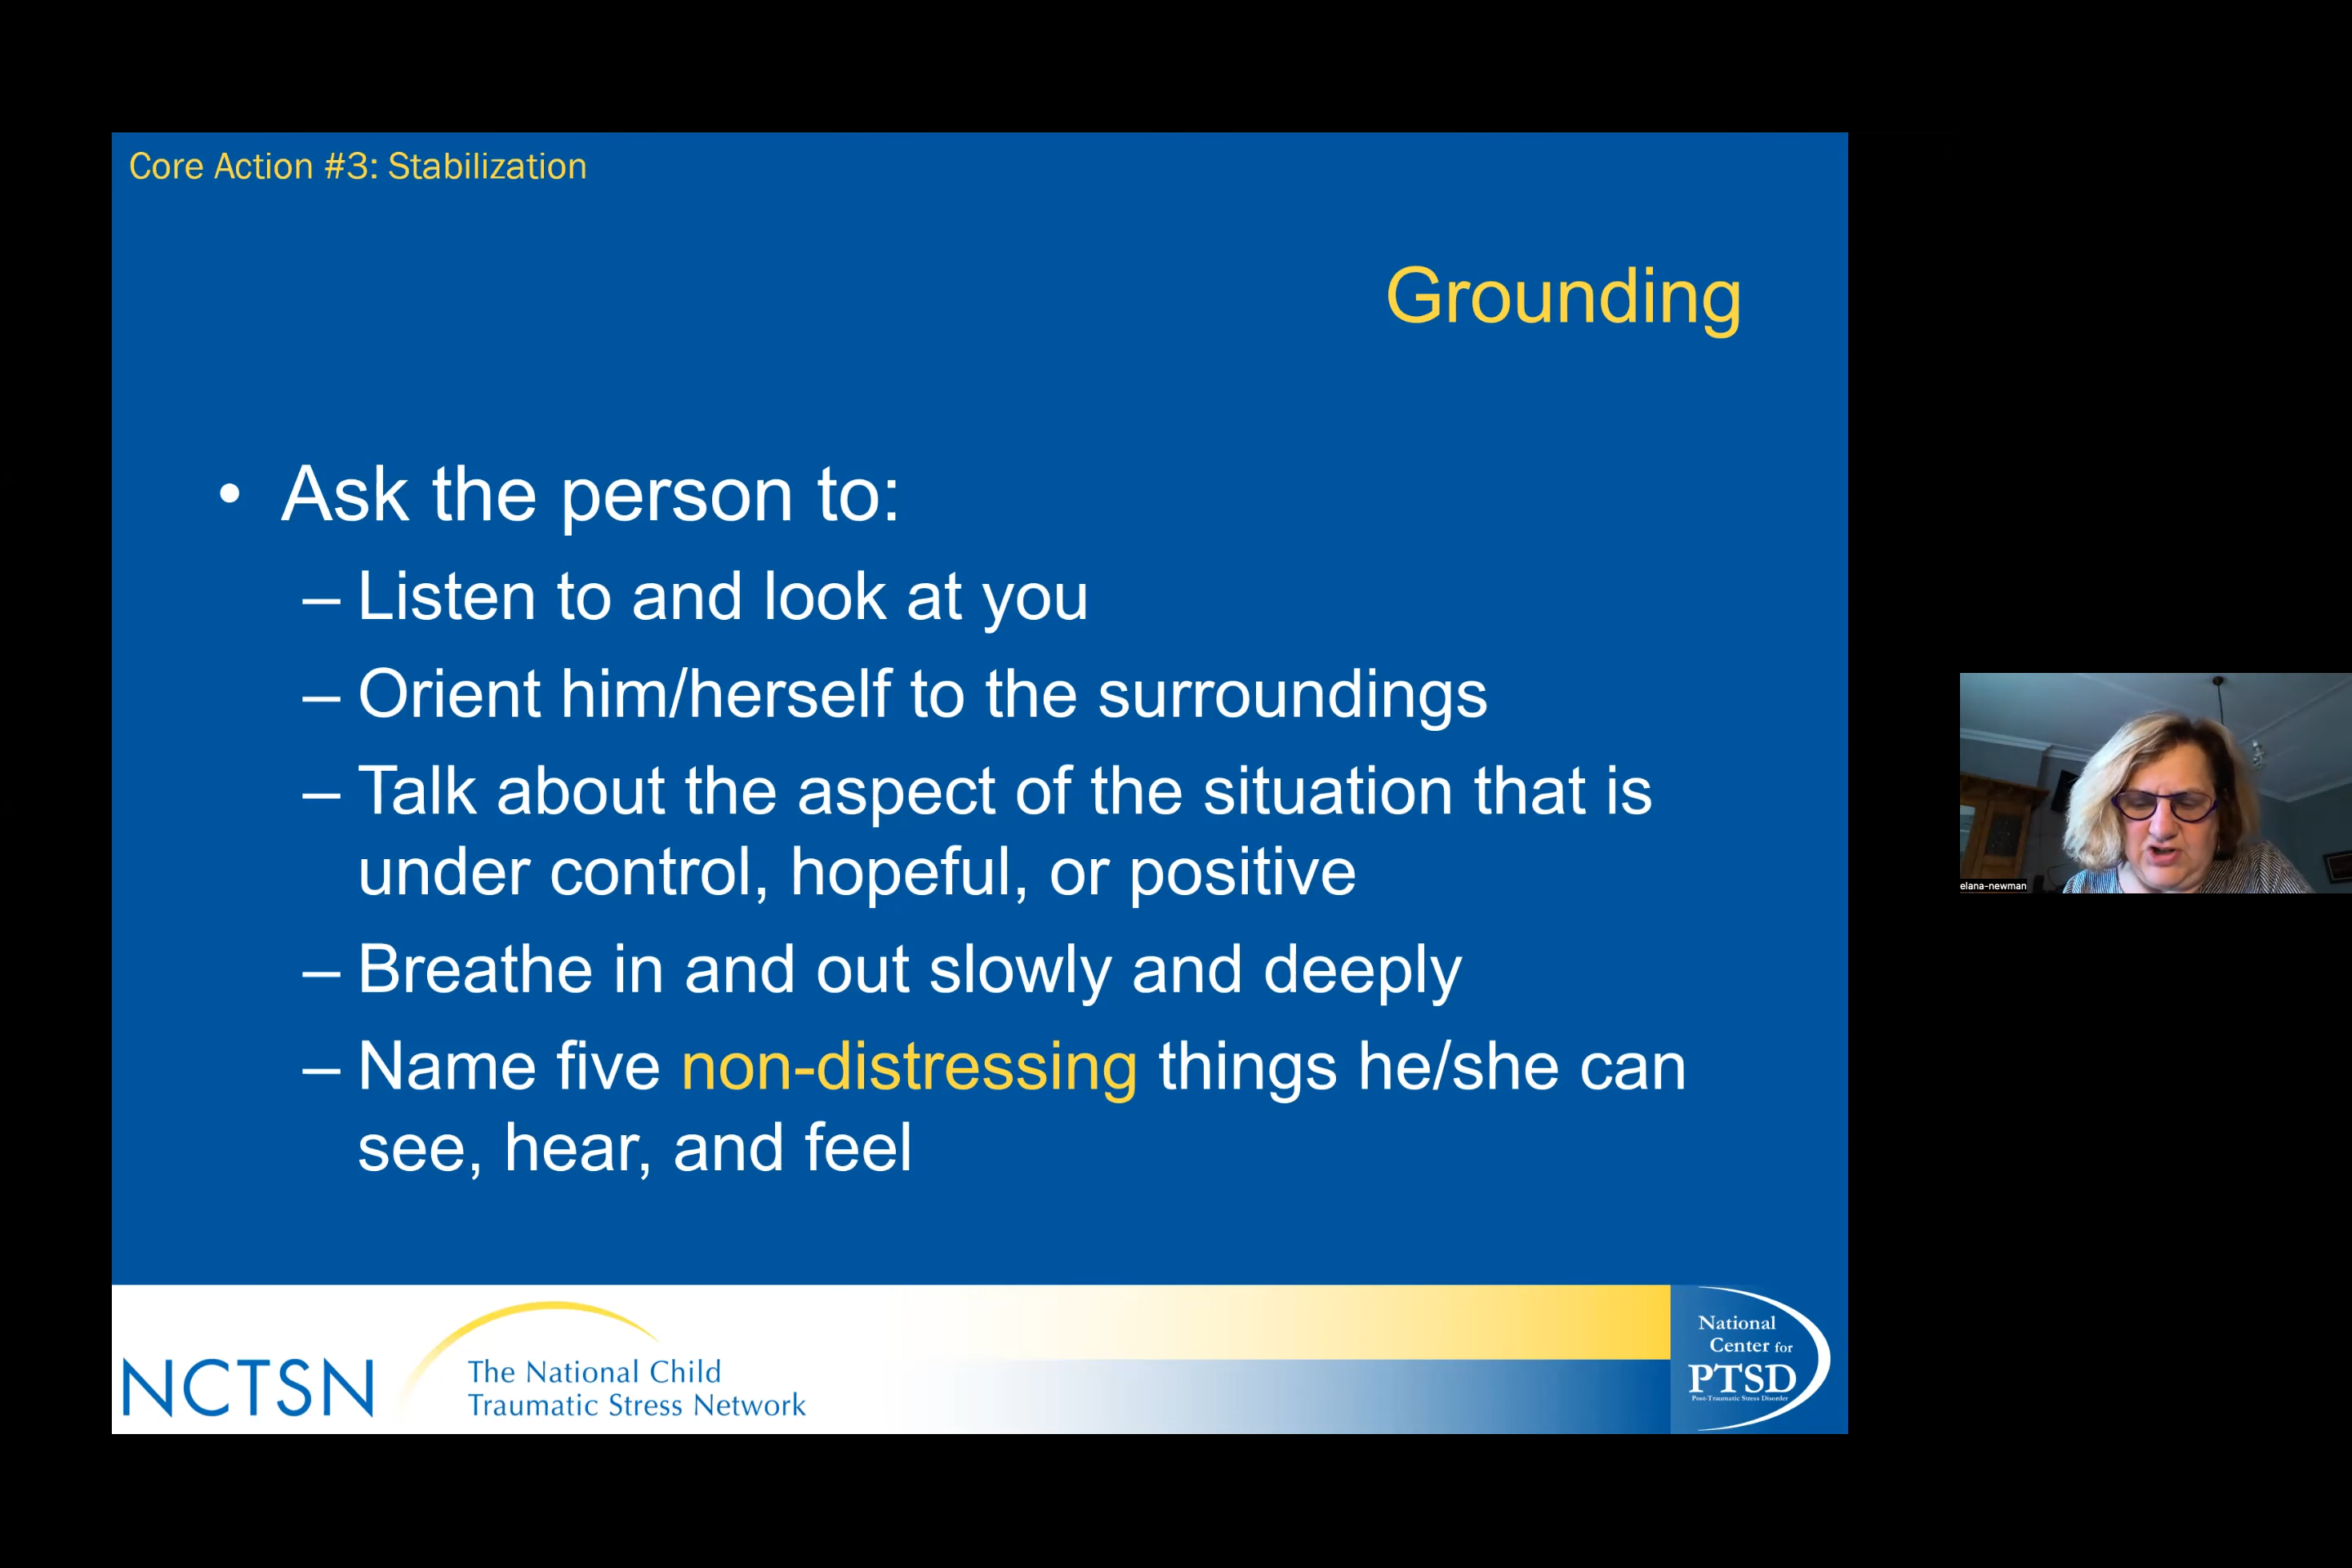 Core Action #3: Stabilization
Grounding
• Ask the person to:
– Listen to and look at you
– Orient him/herself to the surroundings
– Talk about the aspect of the situation that is
under control, hopeful, or positive
– Breathe in and out slowly and deeply
– Name five non-distressing things he/she can
see, hear, and feel
elana-newman
NCTSN
The National Child
Traumatic Stress Network
National
Center for
PTSD
Post-Traumatic Stress Disorder